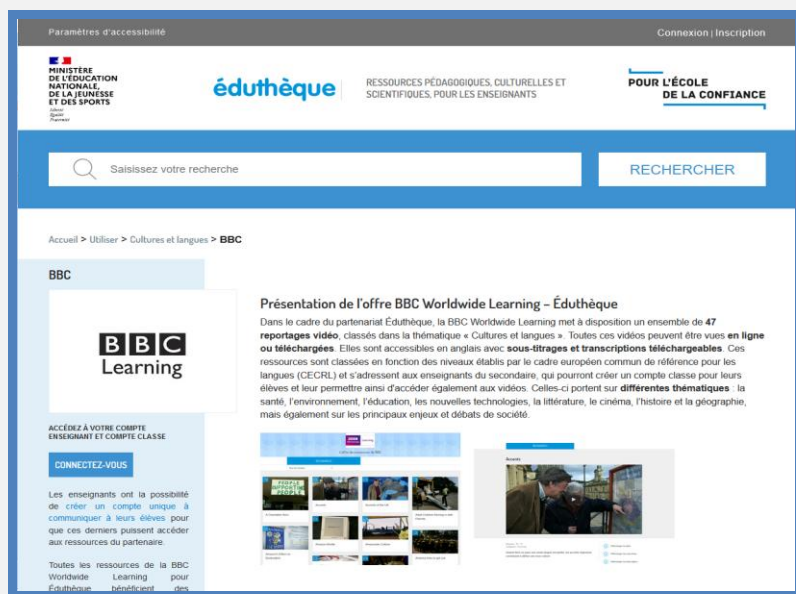 Paramètres d'accessibilité
Connexion | Inscription
MINISTÈRE
DE L'ÉDUCATION
NATIONALE,
DE LA JEUNESSE
ET DES SPORTS
Liberté
Égalité
Fraternité
éduthèque
RESSOURCES PÉDAGOGIQUES, CULTURELLES ET
SCIENTIFIQUES, POUR LES ENSEIGNANTS
POUR L'ÉCOLE
DE LA CONFIANCE
Saisissez votre recherche
RECHERCHER
Accueil > Utiliser > Cultures et langues > BBC
BBC
BBC
Learning
ACCÉDEZ À VOTRE COMPTE
ENSEIGNANT ET COMPTE CLASSE
CONNECTEZ-VOUS
Les enseignants ont la possibilité
de créer un compte unique à
communiquer à leurs élèves pour
que ces derniers puissent accéder
aux ressources du partenaire.
Toutes les ressources de la BBC
Worldwide Learning pour
Éduthèque bénéficient des
Présentation de l'offre BBC Worldwide Learning – Éduthèque
Dans le cadre du partenariat Éduthèque, la BBC Worldwide Learning met à disposition un ensemble de 47
reportages vidéo, classés dans la thématique « Cultures et langues ». Toutes ces vidéos peuvent être vues en ligne
ou téléchargées. Elles sont accessibles en anglais avec sous-titrages et transcriptions téléchargeables. Ces
ressources sont classées en fonction des niveaux établis par le cadre européen commun de référence pour les
langues (CECRL) et s'adressent aux enseignants du secondaire, qui pourront créer un compte classe pour leurs
élèves et leur permettre ainsi d'accéder également aux vidéos. Celles-ci portent sur différentes thématiques : la
santé, l'environnement, l'éducation, les nouvelles technologies, la littérature, le cinéma, l'histoire et la géographie,
mais également sur les principaux enjeux et débats de société.
PEOPLE
SUPPORTING
PEOPLE